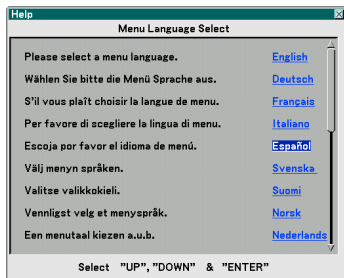 Help
Menu Language Select
Please select a menu language. English
Wählen Sie bitte die Menü Sprache aus. Deutsch
S'il vous plaît choisir la langue de menu. Français
Per favore di scegliere la lingua di menu. Italiano
Escoja por favor el idioma de menú. Español
Välj menyn språken. Svenska
Valitse valikkokieli. Suomi
Vennligst velg et menyspråk. Norsk
Een menutaal kiezen a.u.b. Nederlands
Select "UP", "DOWN" & "ENTER"